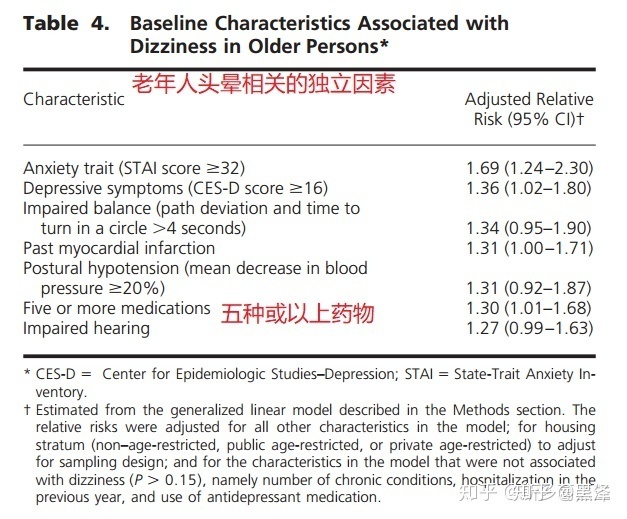 Table 4. Baseline Characteristics Associated with
Dizziness in Older Persons*
老年人头晕相关的独立因素
Characteristic
Adjusted Relative
Risk (95% CI)†
Anxiety trait (STAI score ≥32) 1.69 (1.24–2.30)
Depressive symptoms (CES-D score ≥16) 1.36 (1.02–1.80)
Impaired balance (path deviation and time to
turn in a circle >4 seconds) 1.34 (0.95–1.90)
Past myocardial infarction 1.31 (1.00–1.71)
Postural hypotension (mean decrease in blood
pressure ≥20%) 1.31 (0.92–1.87)
Five or more medications 五种或以上药物 1.30 (1.01–1.68)
Impaired hearing 1.27 (0.99–1.63)
* CES-D = Center for Epidemiologic Studies–Depression; STAI = State-Trait Anxiety In-
ventory.
† Estimated from the generalized linear model described in the Methods section. The
relative risks were adjusted for all other characteristics in the model; for housing
stratum (non–age-restricted, public age-restricted, or private age-restricted) to adjust
for sampling design; and for the characteristics in the model that were not associated
with dizziness (P > 0.15), namely number of chronic conditions, hospitalization in the
previous year, and use of antidepressant medication.
知乎